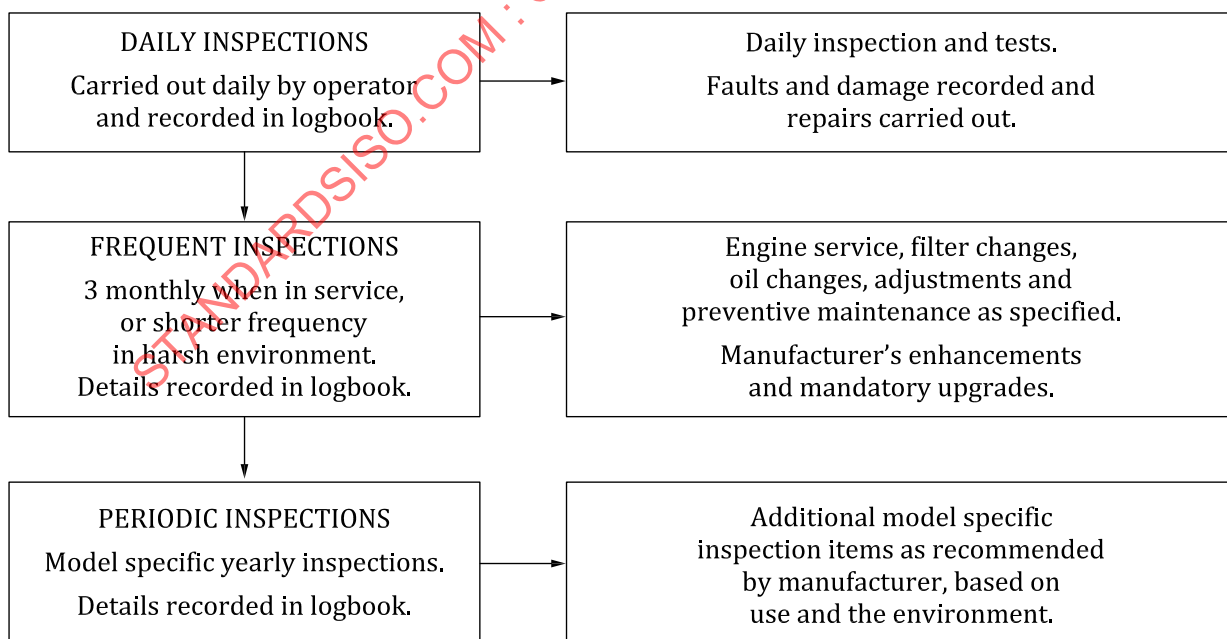 DAILY INSPECTIONS
Carried out daily by operator
and recorded in logbook.
Daily inspection and tests.
Faults and damage recorded and
repairs carried out.
FREQUENT INSPECTIONS
3 monthly when in service,
or shorter frequency
in harsh environment.
Details recorded in logbook.
Engine service, filter changes,
oil changes, adjustments and
preventive maintenance as specified.
Manufacturer’s enhancements
and mandatory upgrades.
PERIODIC INSPECTIONS
Model specific yearly inspections.
Details recorded in logbook.
Additional model specific
inspection items as recommended
by manufacturer, based on
use and the environment.
STANDARDSISO.COM :